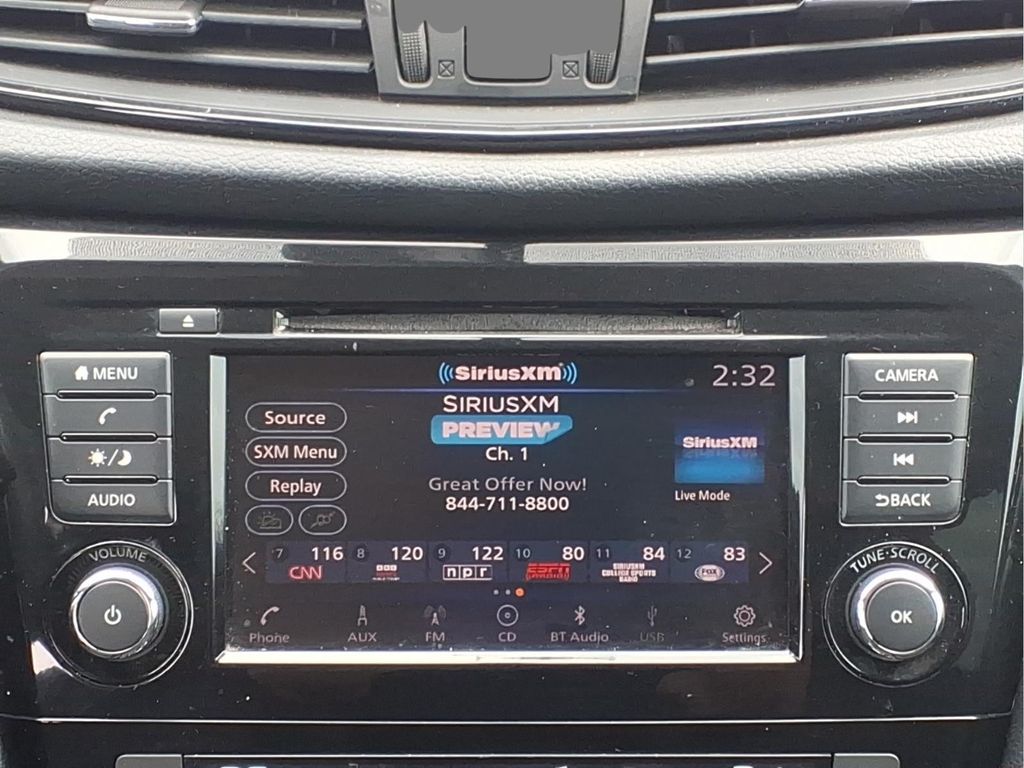 MENU
AUDIO
VOLUME
SiriusXM
2:32
SIRIUSXM
PREVIEW
Ch. 1
Great Offer Now!
844-711-8800
Source
SXM Menu
Replay
SiriusXM
Live Mode
7 116 CNN
8 120 BBC
9 122 npr
10 80 ESPN RADIO
11 84 SIRIUSXM COLLEGE SPORTS RADIO
12 83 FOX
Phone AUX FM CD BT Audio USB Settings
CAMERA
BACK
TUNE·SCROLL
OK